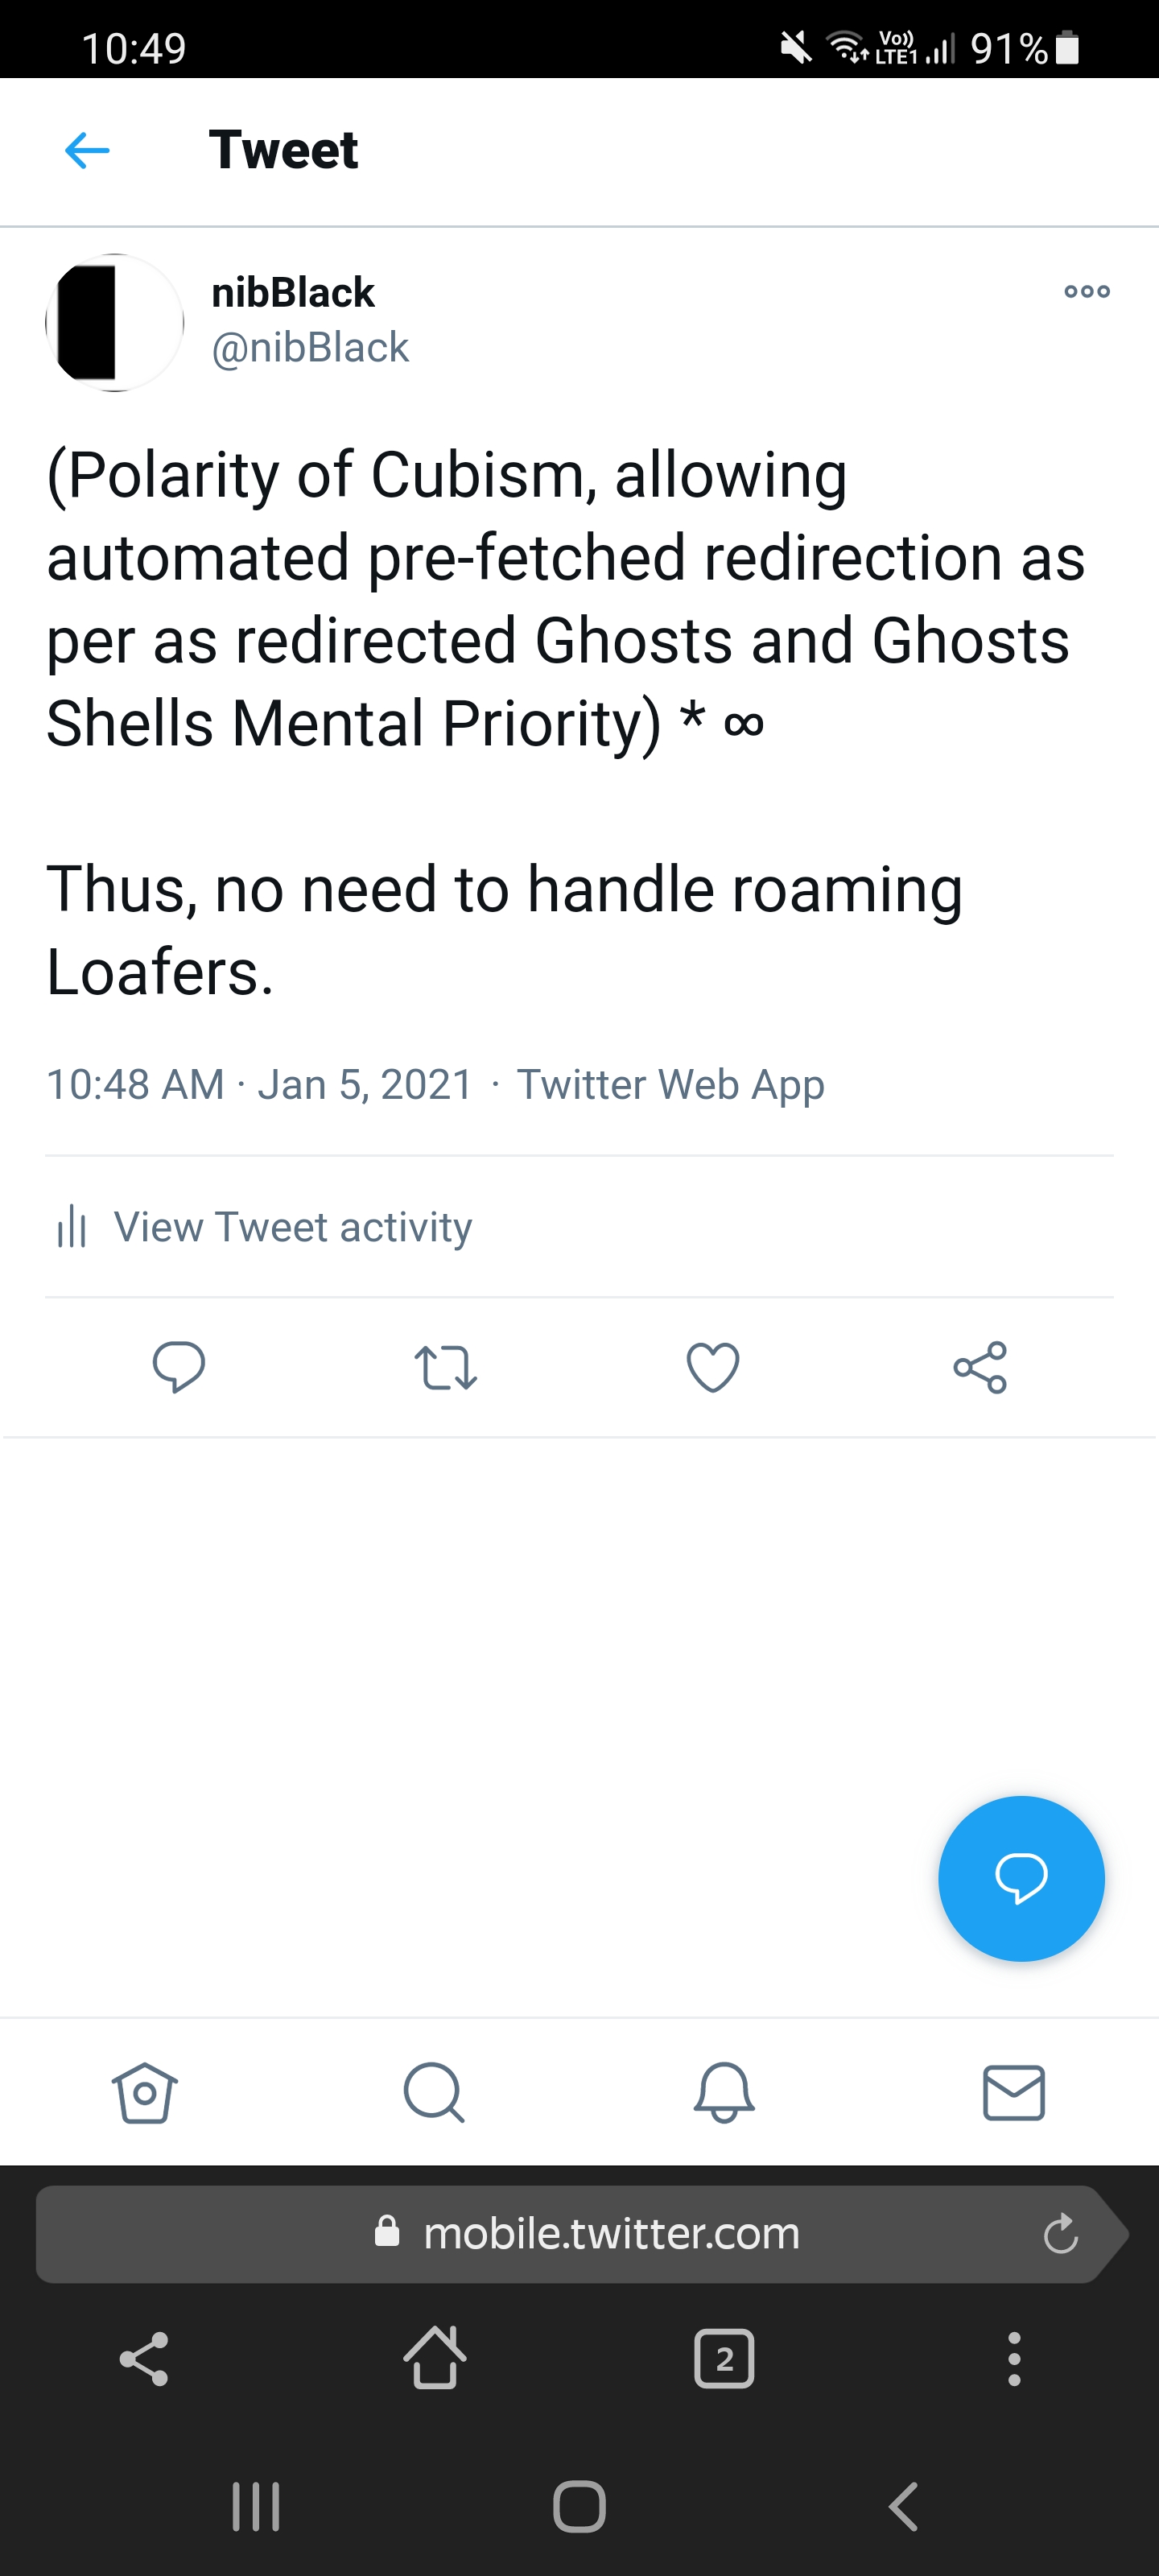 10:49
Vo)) LTE1 91%
Tweet
nibBlack
@nibBlack
(Polarity of Cubism, allowing
automated pre-fetched redirection as
per as redirected Ghosts and Ghosts
Shells Mental Priority) * ∞
Thus, no need to handle roaming
Loafers.
10:48 AM · Jan 5, 2021 · Twitter Web App
View Tweet activity
mobile.twitter.com
2